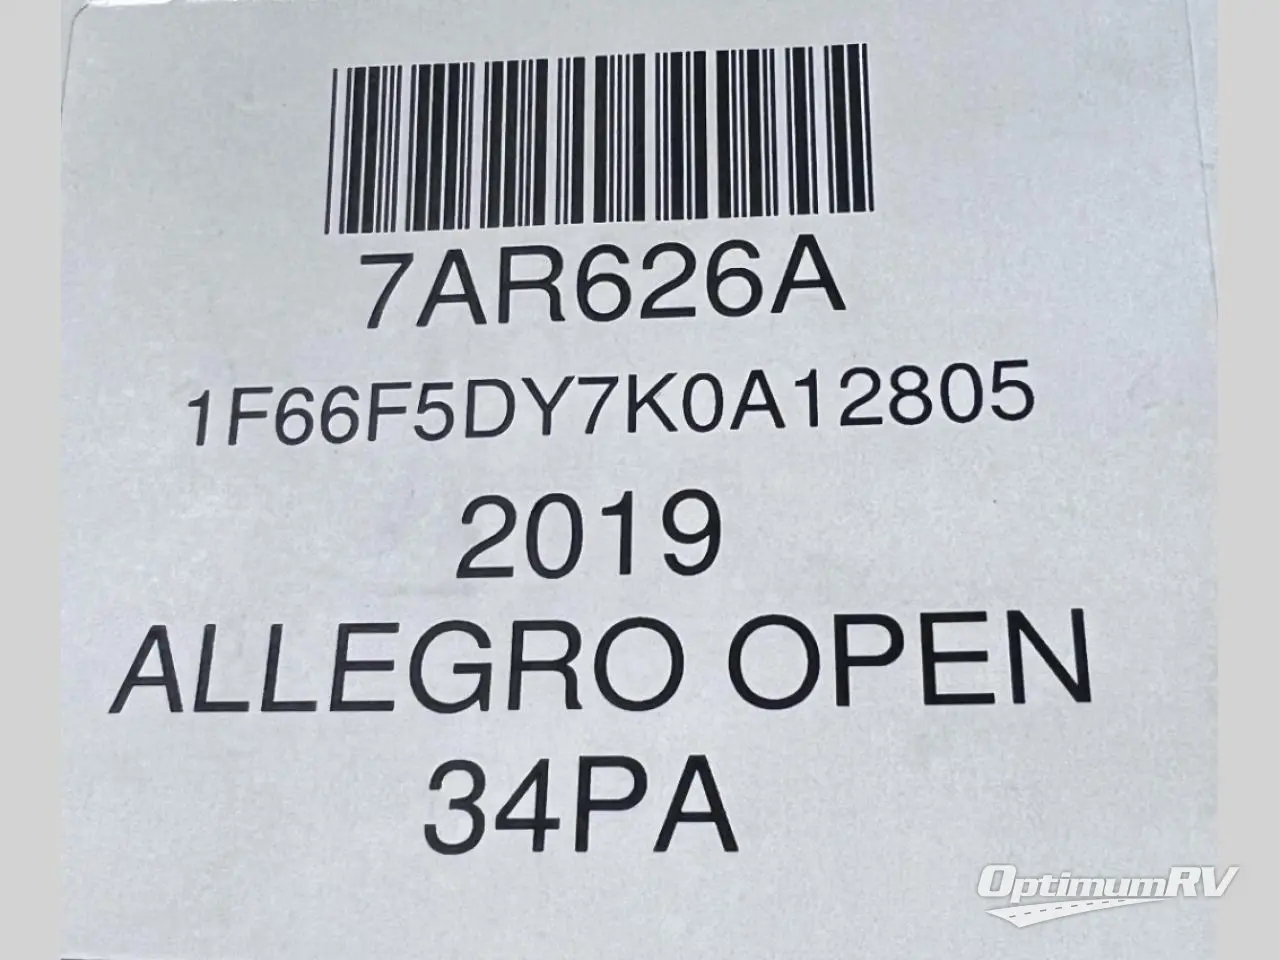 7AR626A
1F66F5DY7K0A12805
2019
ALLEGRO OPEN
34PA
OptimumRV